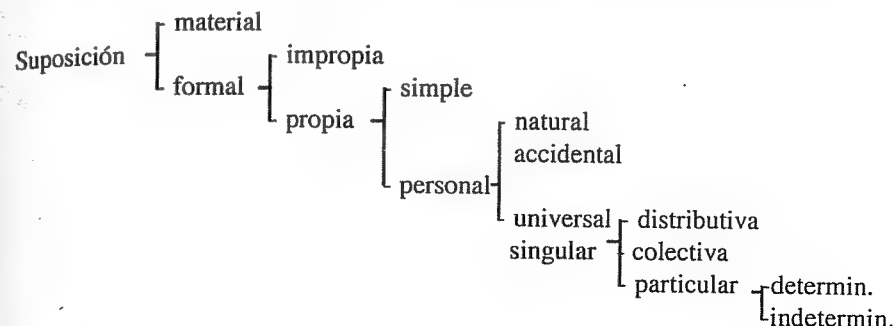 material
Suposición
impropia
formal
simple
propia
natural
accidental
personal
universal distributiva
singular colectiva
particular determin.
indetermin.